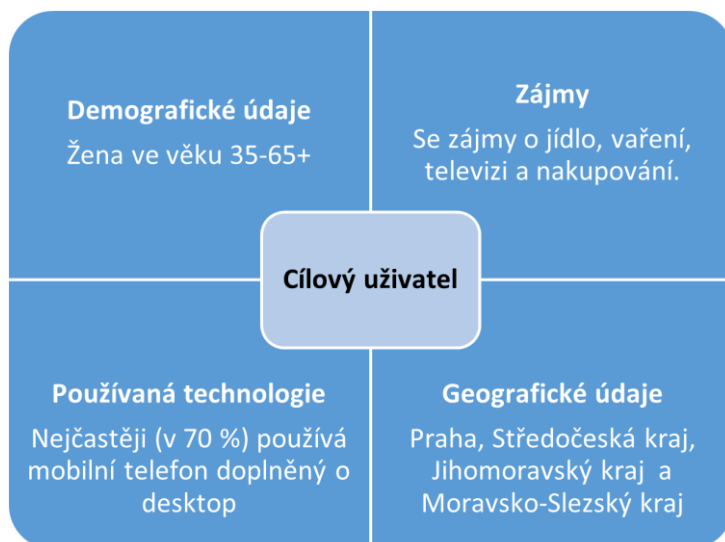 Demografické údaje
Žena ve věku 35-65+
Zájmy
Se zájmy o jídlo, vaření,
televizi a nakupování.
Cílový uživatel
Používaná technologie
Nejčastěji (v 70 %) používá
mobilní telefon doplněný o
desktop
Geografické údaje
Praha, Středočeská kraj,
Jihomoravský kraj a
Moravsko-Slezský kraj